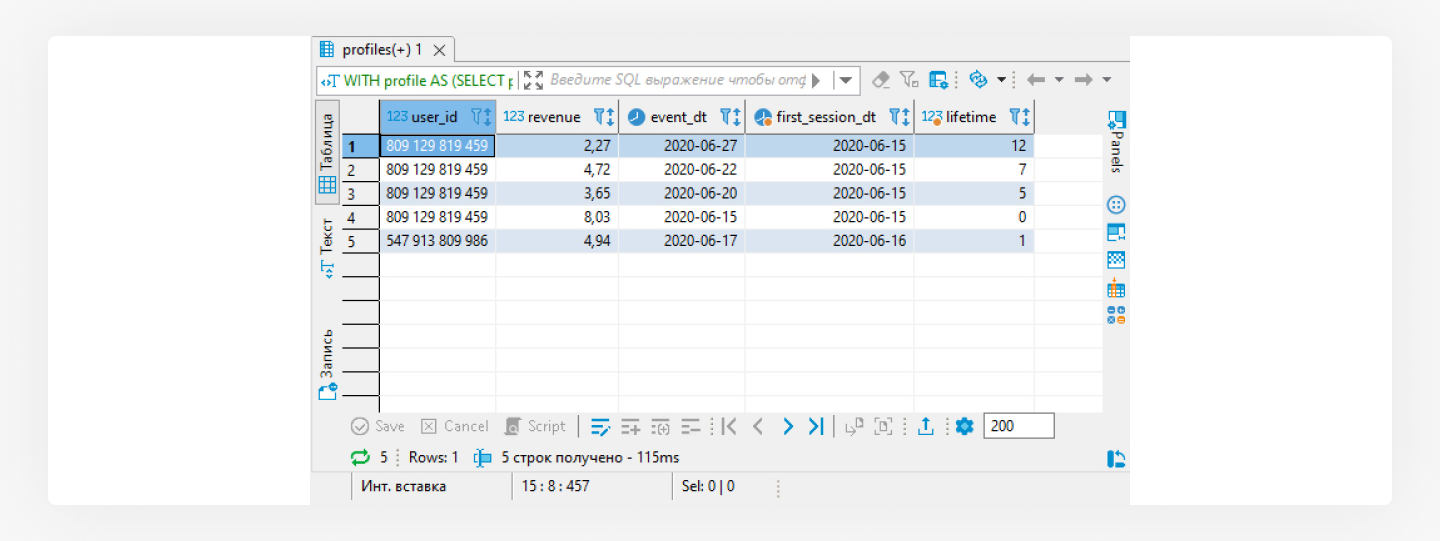 profiles(+) 1
WITH profile AS (SELECT p
Введите SQL выражение чтобы отф
Таблица
Текст
Запись
Panels
123 user_id 123 revenue event_dt first_session_dt 123 lifetime
1 809 129 819 459 2,27 2020-06-27 2020-06-15 12
2 809 129 819 459 4,72 2020-06-22 2020-06-15 7
3 809 129 819 459 3,65 2020-06-20 2020-06-15 5
4 809 129 819 459 8,03 2020-06-15 2020-06-15 0
5 547 913 809 986 4,94 2020-06-17 2020-06-16 1
Save Cancel Script 200
5 Rows: 1 5 строк получено - 115ms
Инт. вставка 15 : 8 : 457 Sel: 0 | 0